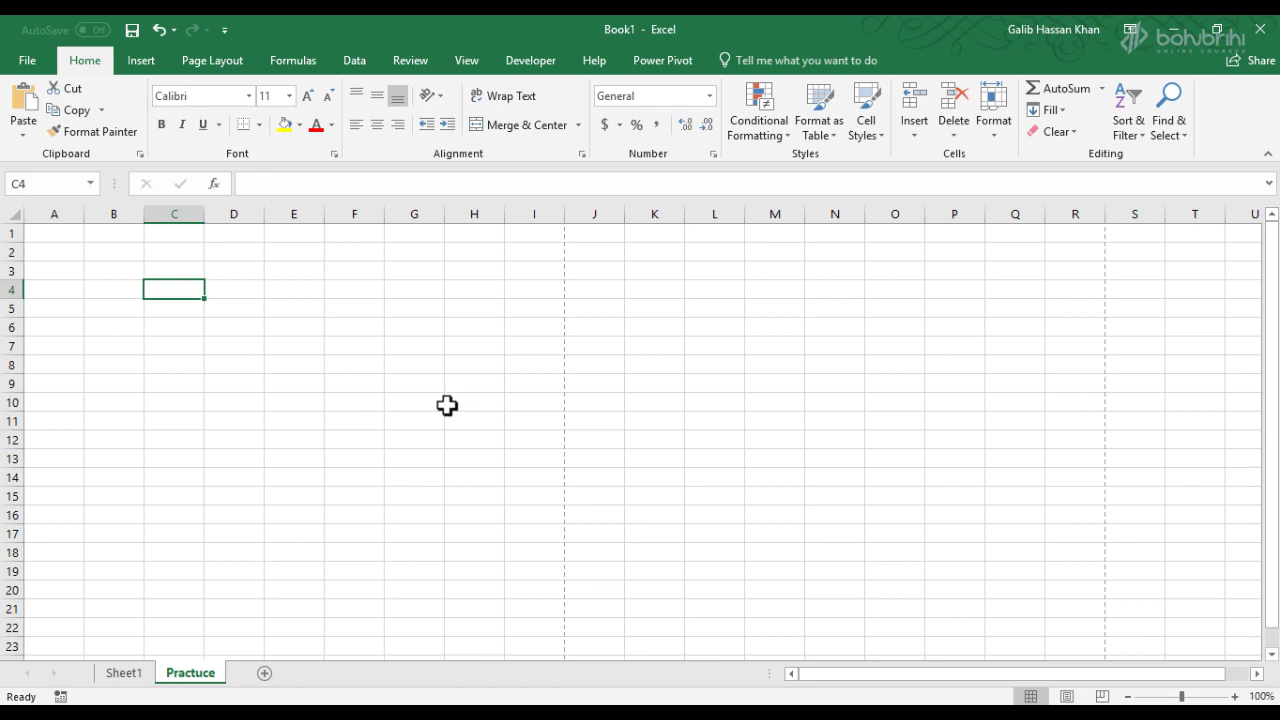 AutoSave Off
Book1 - Excel
Galib Hassan Khan
bohubrihi
ONLINE COURSES
File Home Insert Page Layout Formulas Data Review View Developer Help Power Pivot Tell me what you want to do Share
Paste
Cut
Copy
Format Painter
Clipboard
Calibri 11
B I U
Font
Wrap Text
Merge & Center
Alignment
General
$ % ,
Number
Conditional Formatting
Format as Table
Cell Styles
Styles
Insert
Delete
Format
Cells
AutoSum
Fill
Clear
Sort & Filter
Find & Select
Editing
C4
fx
A B C D E F G H I J K L M N O P Q R S T U
1
2
3
4
5
6
7
8
9
10
11
12
13
14
15
16
17
18
19
20
21
22
23
Sheet1 Practuce
Ready
100%